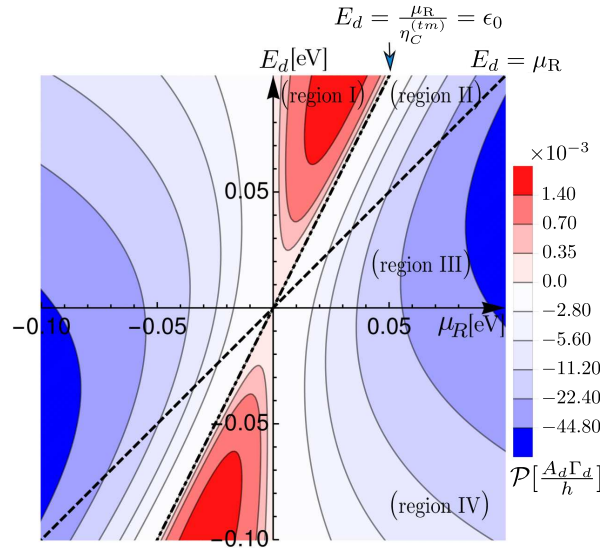 E_d = μ_R / η_C^{(tm)} = ϵ_0
E_d[eV]
E_d = μ_R
(region I)
(region II)
×10^{-3}
1.40
0.70
0.35
0.0
−2.80
−5.60
−11.20
−22.40
−44.80
0.05
(region III)
−0.10
−0.05
0.05
μ_R[eV]
−0.05
𝒫[A_dΓ_d / h]
(region IV)
−0.10